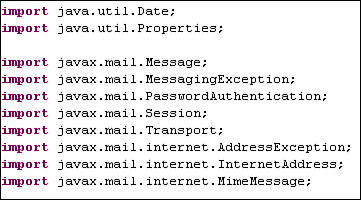 import java.util.Date;
import java.util.Properties;
import javax.mail.Message;
import javax.mail.MessagingException;
import javax.mail.PasswordAuthentication;
import javax.mail.Session;
import javax.mail.Transport;
import javax.mail.internet.AddressException;
import javax.mail.internet.InternetAddress;
import javax.mail.internet.MimeMessage;